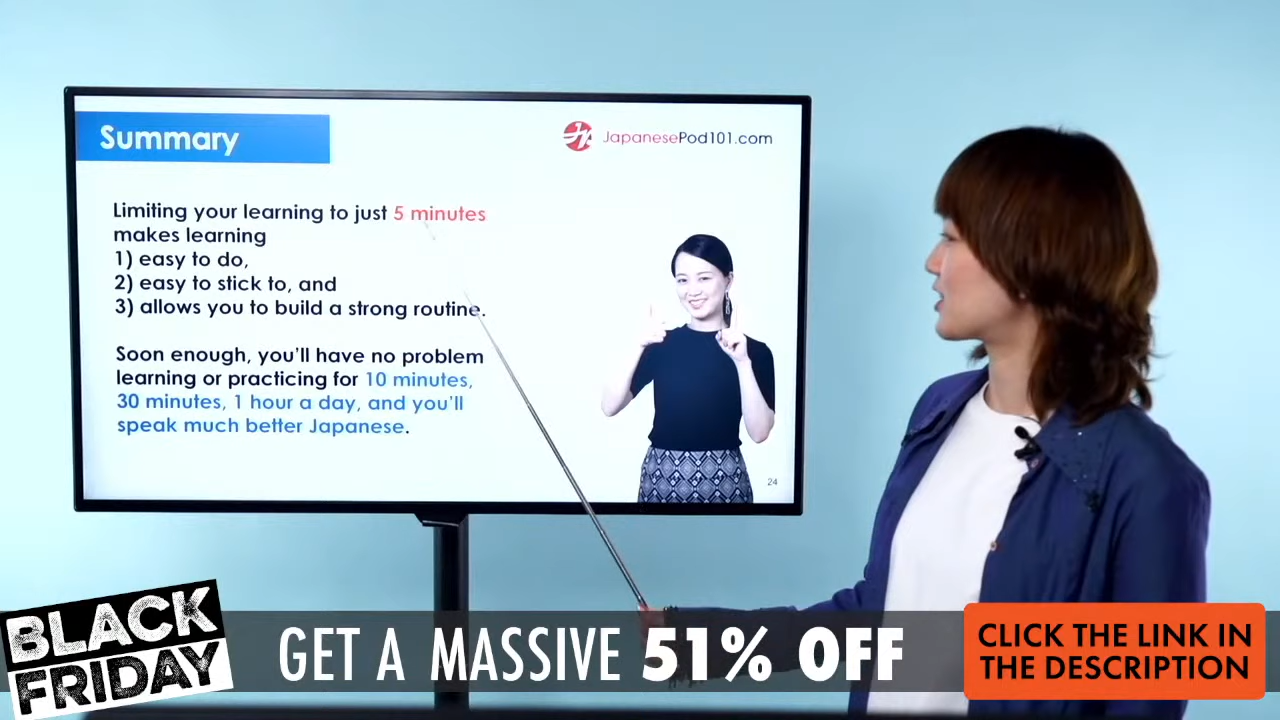 Summary
JapanesePod101.com
Limiting your learning to just 5 minutes
makes learning
1) easy to do,
2) easy to stick to, and
3) allows you to build a strong routine.
Soon enough, you'll have no problem
learning or practicing for 10 minutes,
30 minutes, 1 hour a day, and you'll
speak much better Japanese.
24
BLACK
FRIDAY
GET A MASSIVE 51% OFF
CLICK THE LINK IN
THE DESCRIPTION